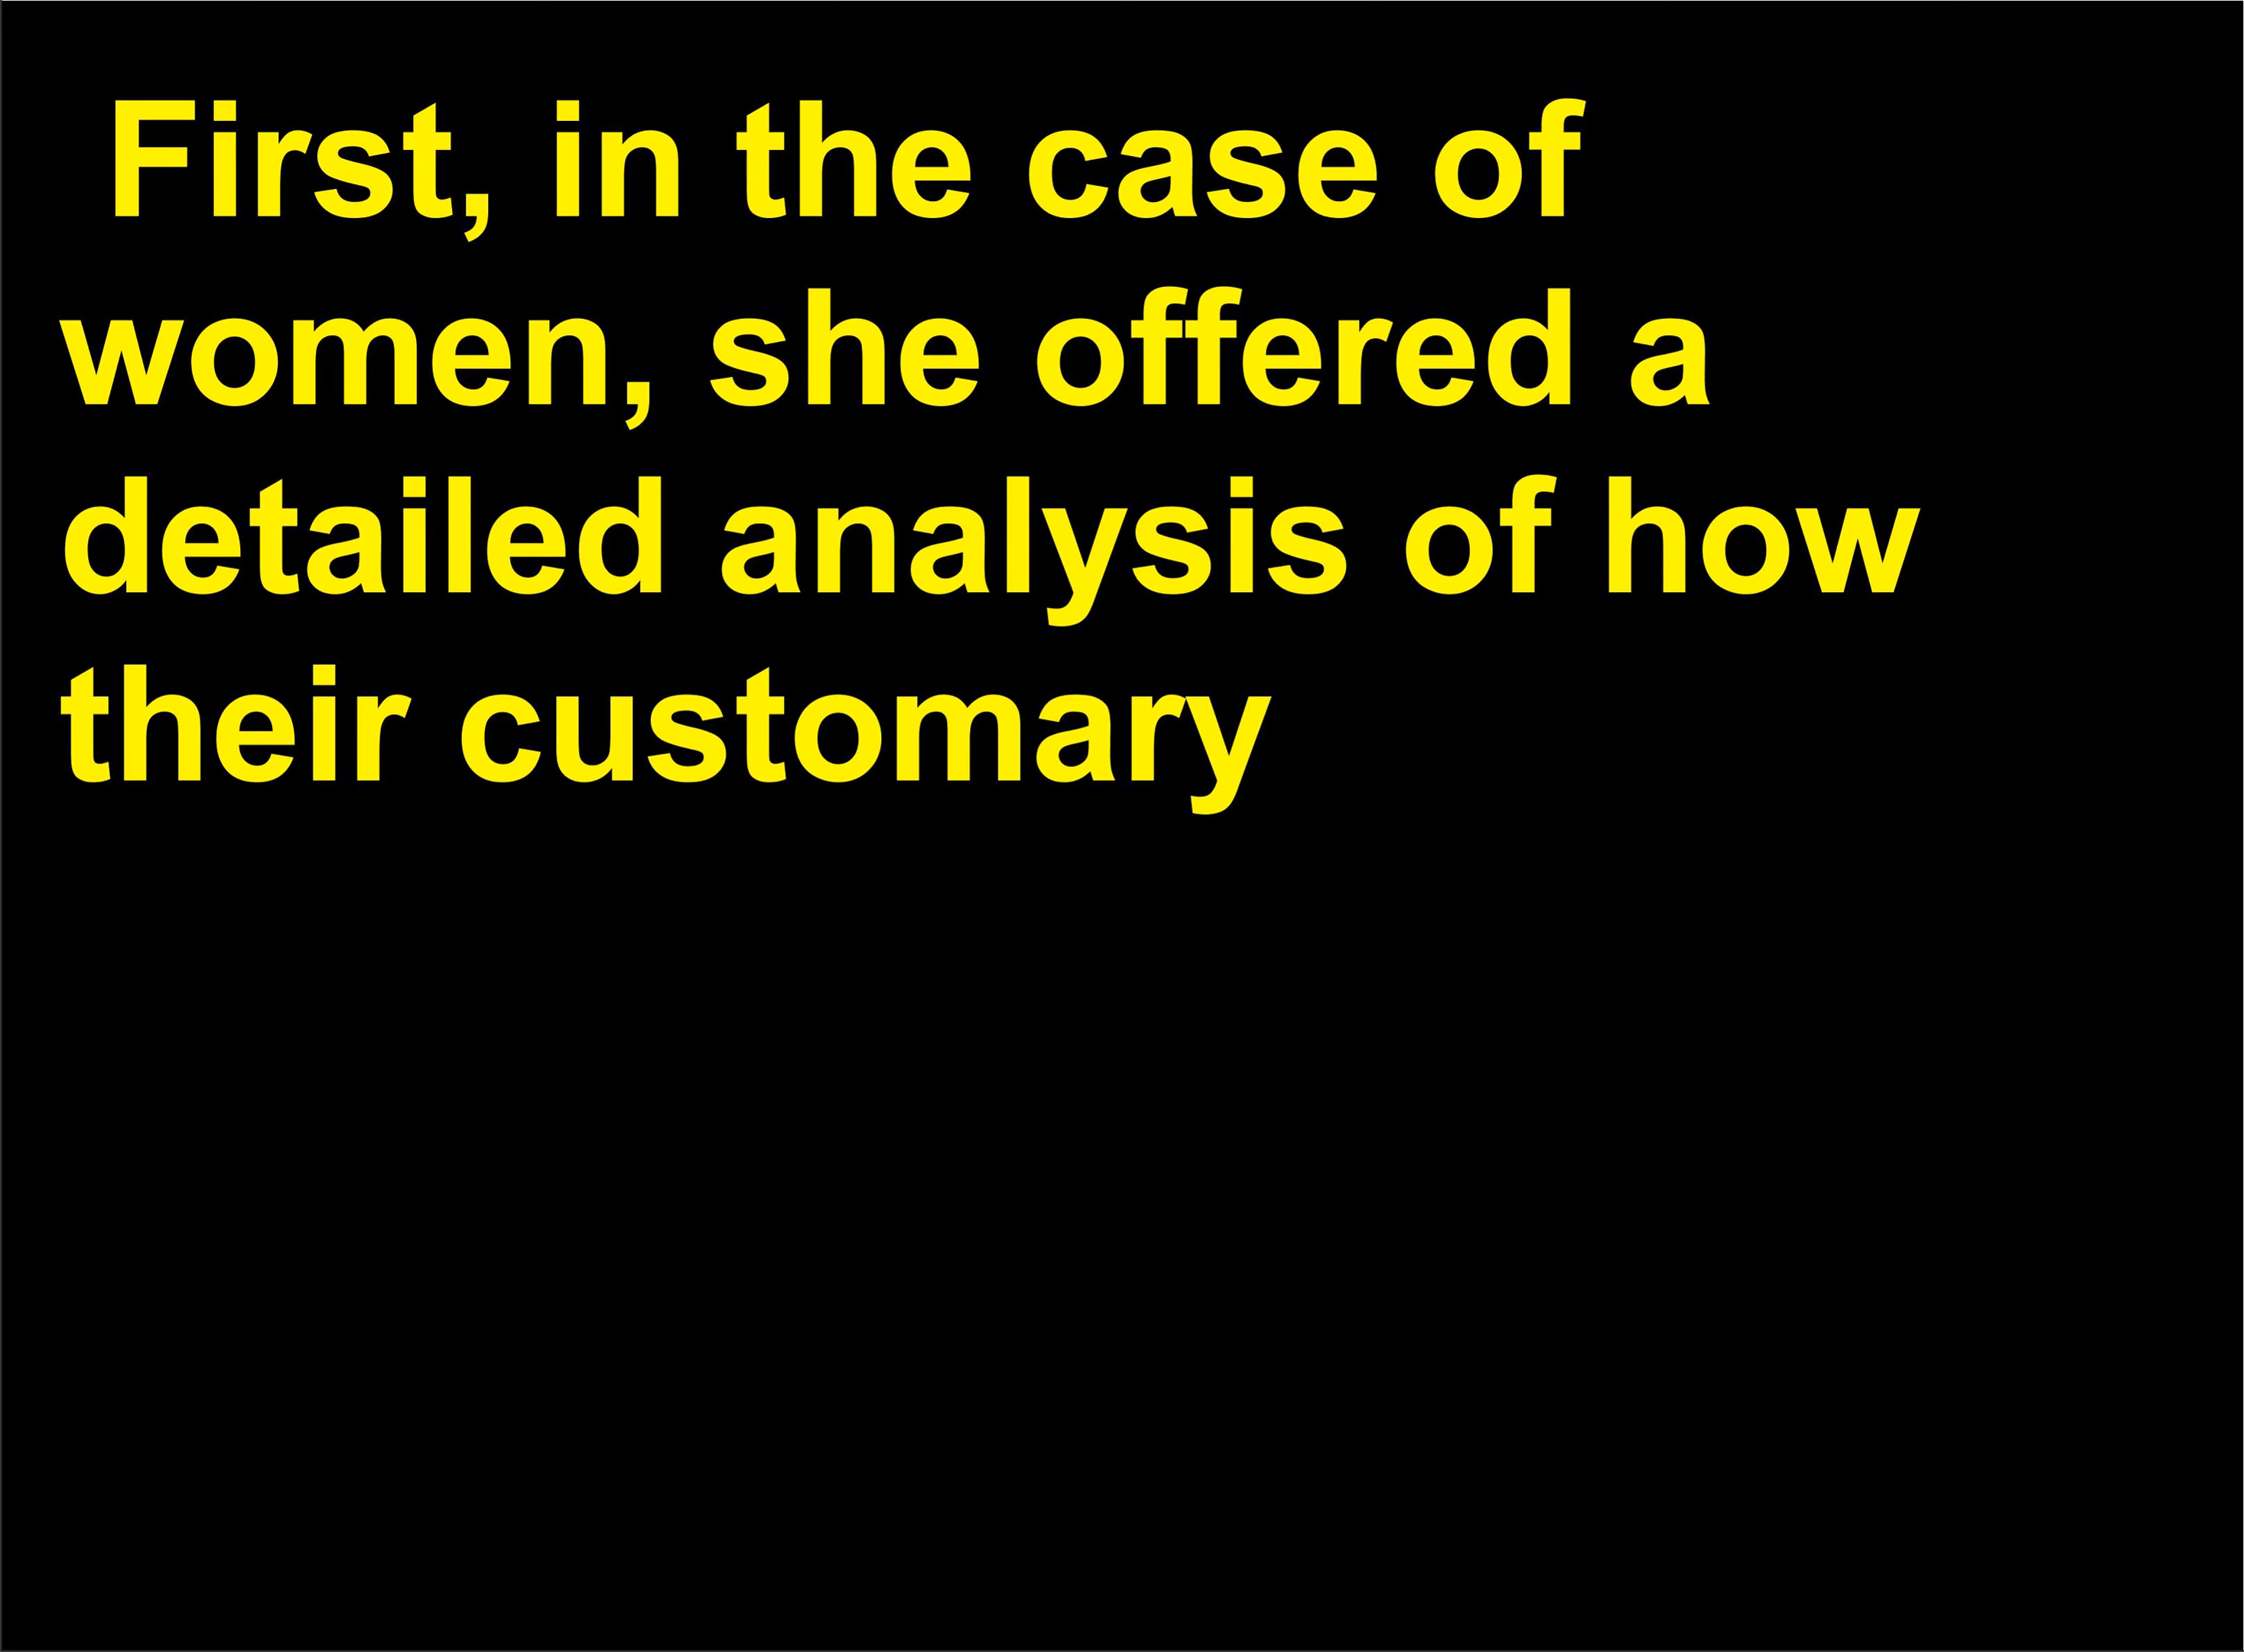 First, in the case of
women, she offered a
detailed analysis of how
their customary